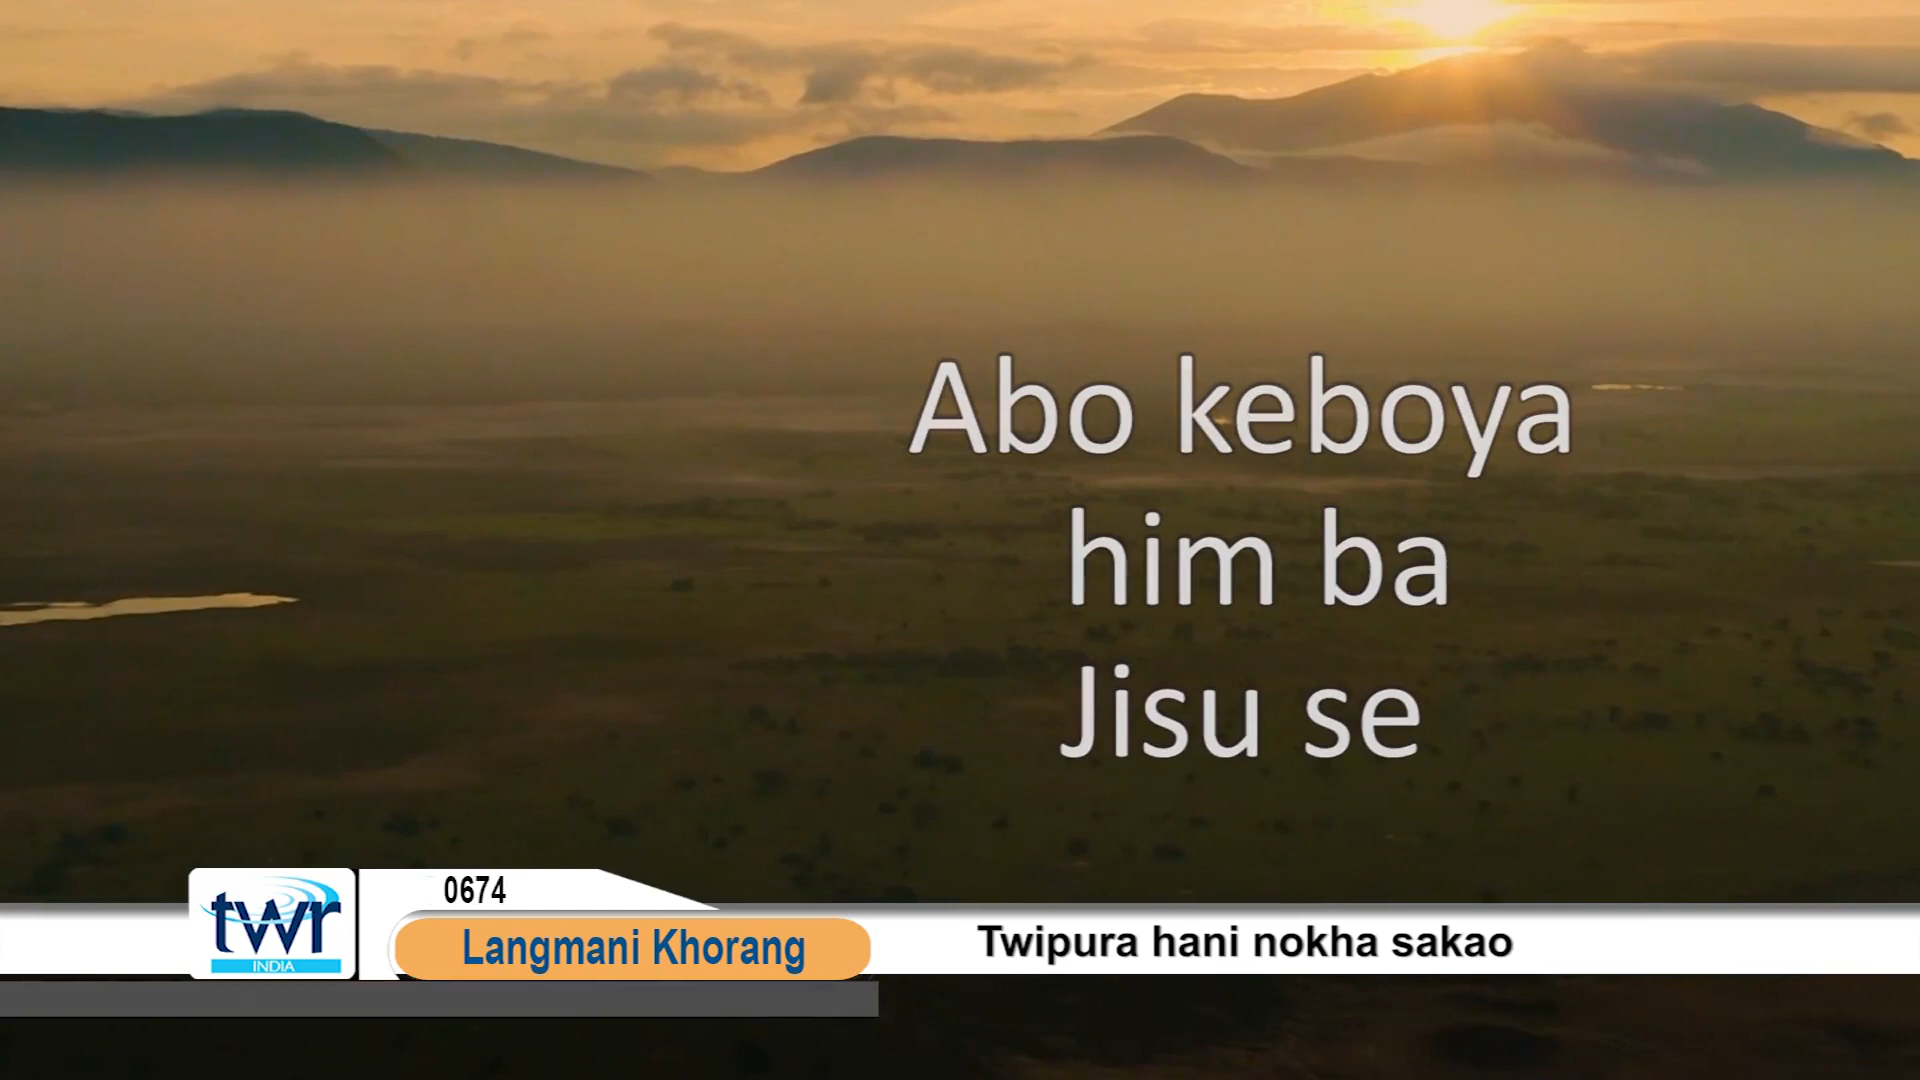 Abo keboya
him ba
Jisu se
0674
twr
INDIA
Langmani Khorang
Twipura hani nokha sakao